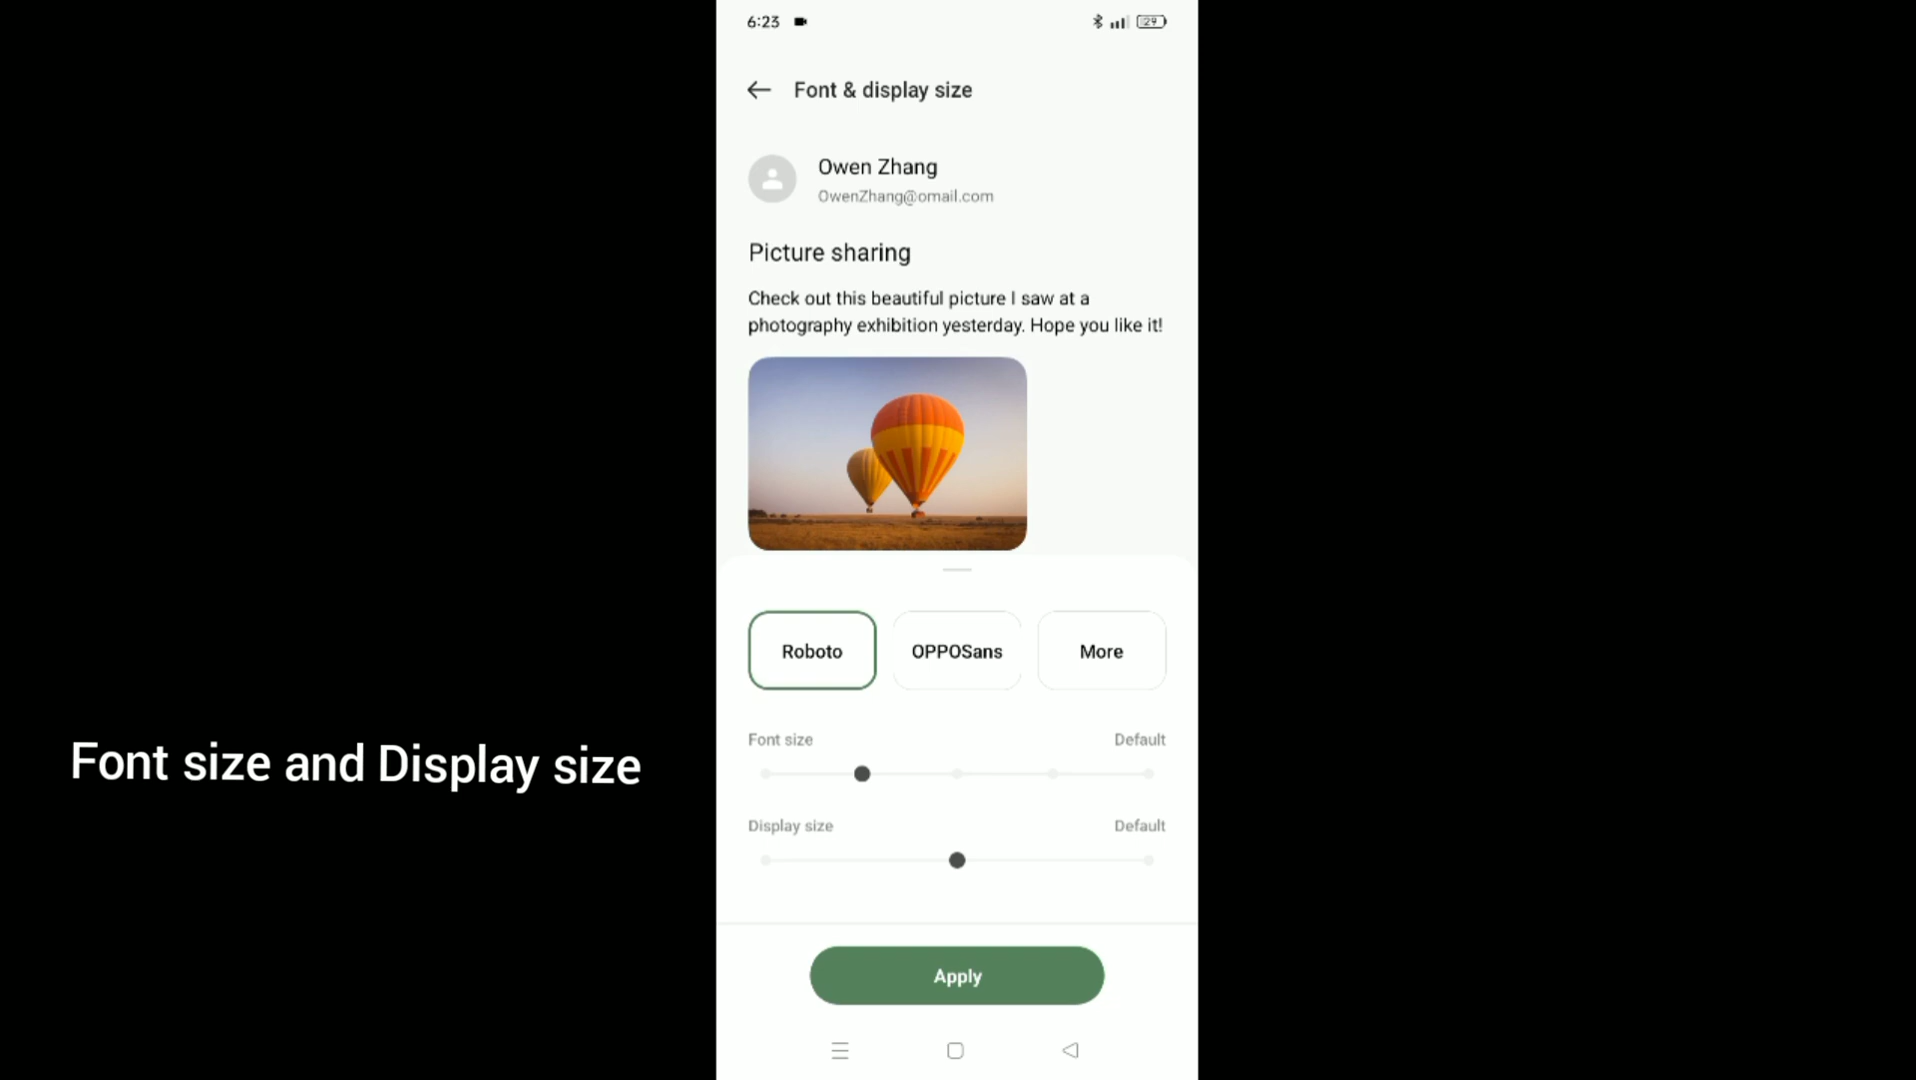 6:23
29
Font & display size
Owen Zhang
OwenZhang@omail.com
Picture sharing
Check out this beautiful picture I saw at a
photography exhibition yesterday. Hope you like it!
Roboto
OPPOSans
More
Font size
Default
Font size and Display size
Display size
Default
Apply